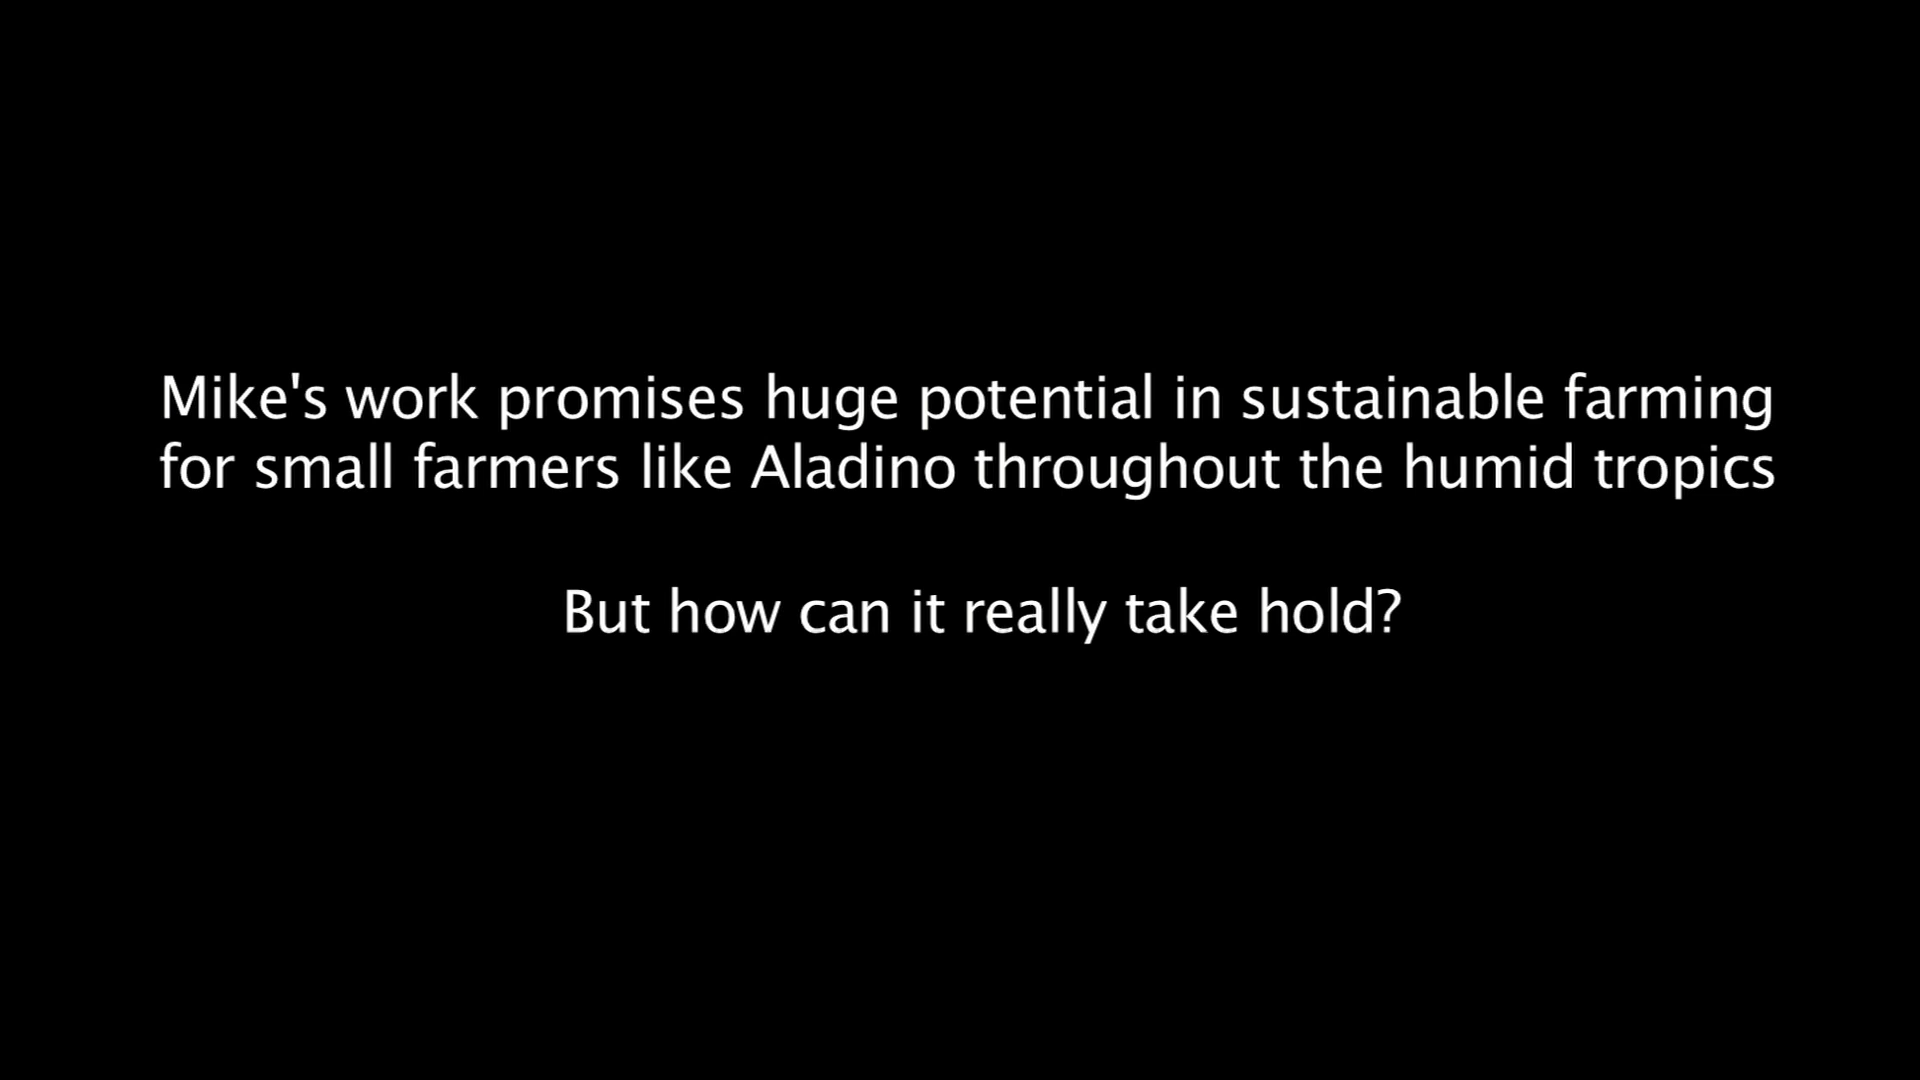 Mike's work promises huge potential in sustainable farming
for small farmers like Aladino throughout the humid tropics
But how can it really take hold?